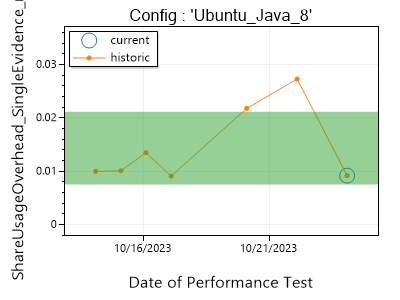 Config : 'Ubuntu_Java_8'
current
historic
0.03
0.02
0.01
0
10/16/2023
10/21/2023
Date of Performance Test
ShareUsageOverhead_SingleEvidence_